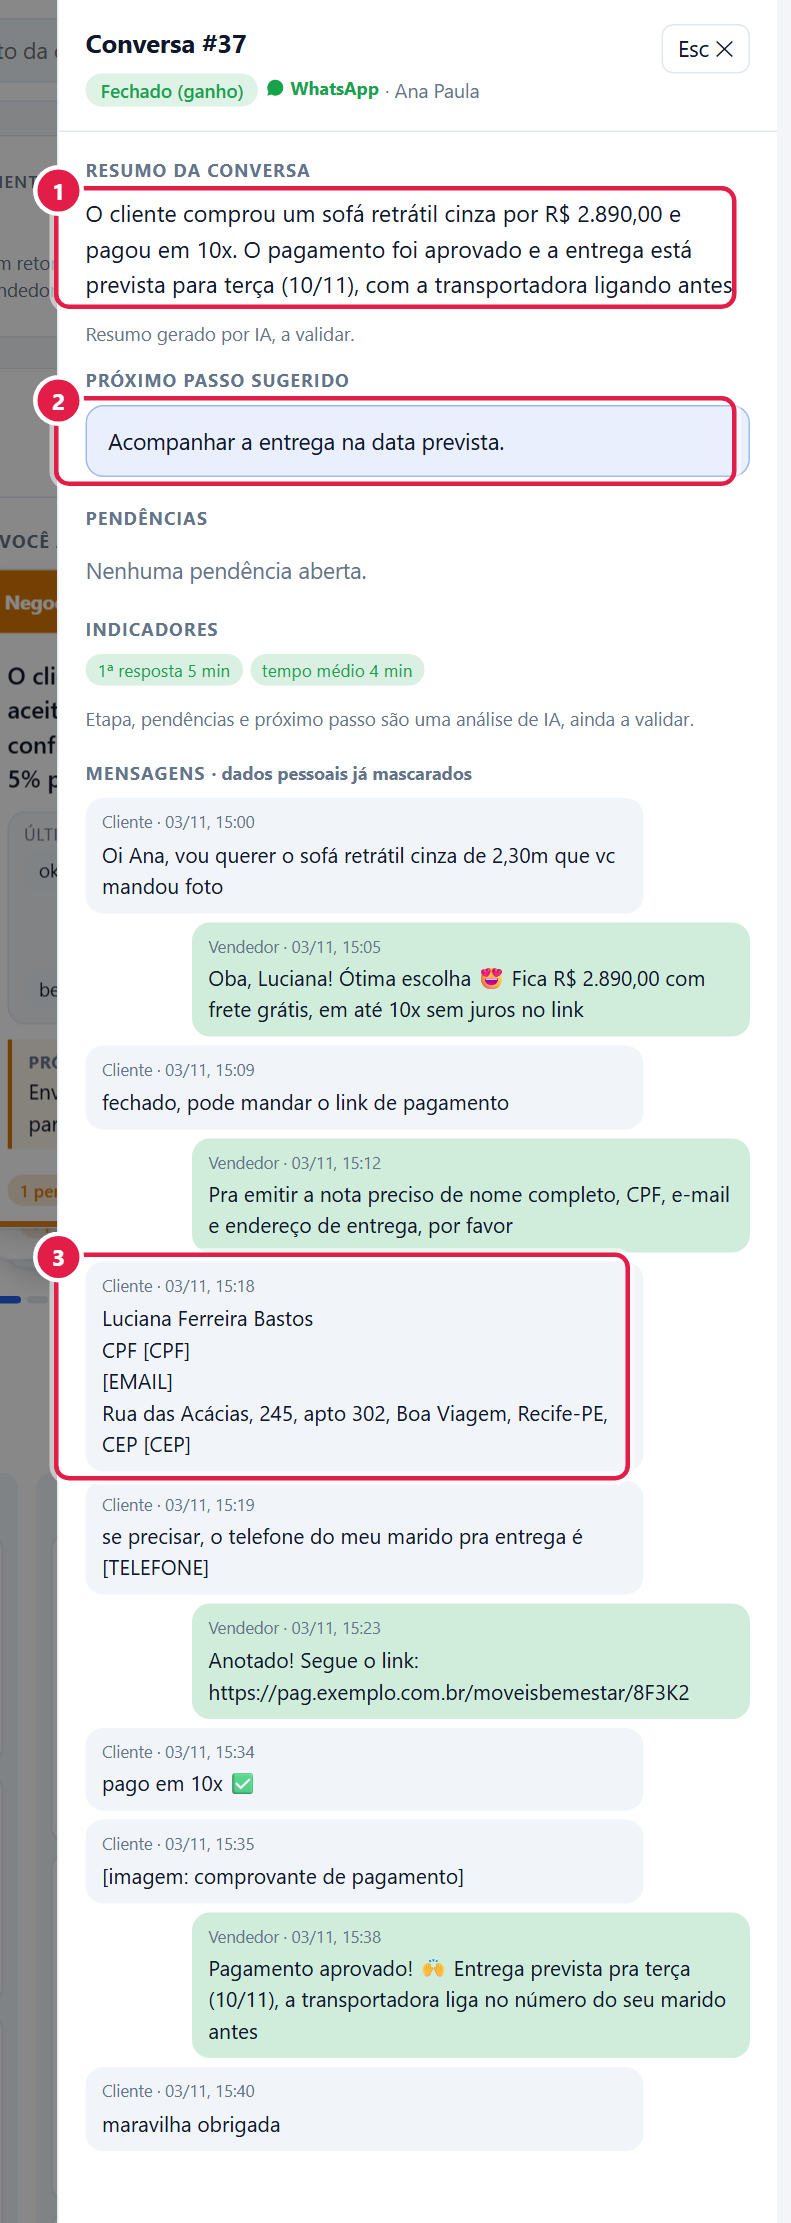 Conversa #37
Esc ✕
Fechado (ganho) WhatsApp · Ana Paula
RESUMO DA CONVERSA
1
O cliente comprou um sofá retrátil cinza por R$ 2.890,00 e
pagou em 10x. O pagamento foi aprovado e a entrega está
prevista para terça (10/11), com a transportadora ligando antes
Resumo gerado por IA, a validar.
PRÓXIMO PASSO SUGERIDO
2
Acompanhar a entrega na data prevista.
PENDÊNCIAS
Nenhuma pendência aberta.
INDICADORES
1ª resposta 5 min tempo médio 4 min
Etapa, pendências e próximo passo são uma análise de IA, ainda a validar.
MENSAGENS · dados pessoais já mascarados
Cliente · 03/11, 15:00
Oi Ana, vou querer o sofá retrátil cinza de 2,30m que vc
mandou foto
Vendedor · 03/11, 15:05
Oba, Luciana! Ótima escolha 😍 Fica R$ 2.890,00 com
frete grátis, em até 10x sem juros no link
Cliente · 03/11, 15:09
fechado, pode mandar o link de pagamento
Vendedor · 03/11, 15:12
Pra emitir a nota preciso de nome completo, CPF, e-mail
e endereço de entrega, por favor
3
Cliente · 03/11, 15:18
Luciana Ferreira Bastos
CPF [CPF]
[EMAIL]
Rua das Acácias, 245, apto 302, Boa Viagem, Recife-PE,
CEP [CEP]
Cliente · 03/11, 15:19
se precisar, o telefone do meu marido pra entrega é
[TELEFONE]
Vendedor · 03/11, 15:23
Anotado! Segue o link:
https://pag.exemplo.com.br/moveisbemestar/8F3K2
Cliente · 03/11, 15:34
pago em 10x ✅
Cliente · 03/11, 15:35
[imagem: comprovante de pagamento]
Vendedor · 03/11, 15:38
Pagamento aprovado! 🙌 Entrega prevista pra terça
(10/11), a transportadora liga no número do seu marido
antes
Cliente · 03/11, 15:40
maravilha obrigada
to da
VOCÊ
O cli
aceit
conf
5% p
1 pe